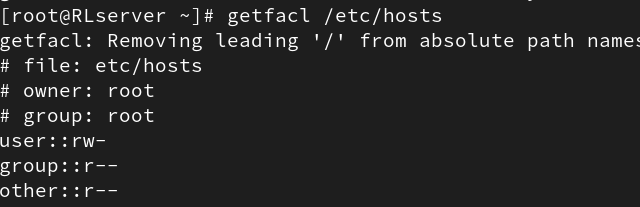 [root@RLserver ~]# getfacl /etc/hosts
getfacl: Removing leading '/' from absolute path names
# file: etc/hosts
# owner: root
# group: root
user::rw-
group::r--
other::r--